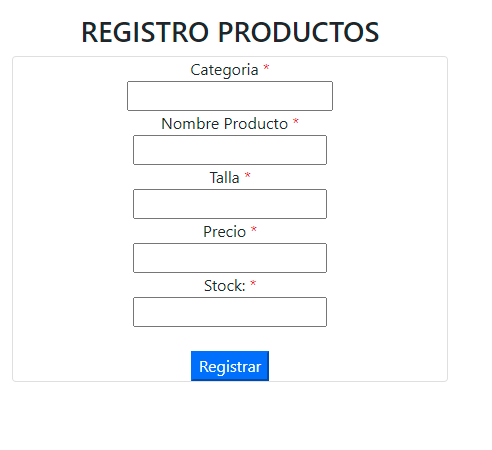 REGISTRO PRODUCTOS
Categoria *
Nombre Producto *
Talla *
Precio *
Stock: *
Registrar